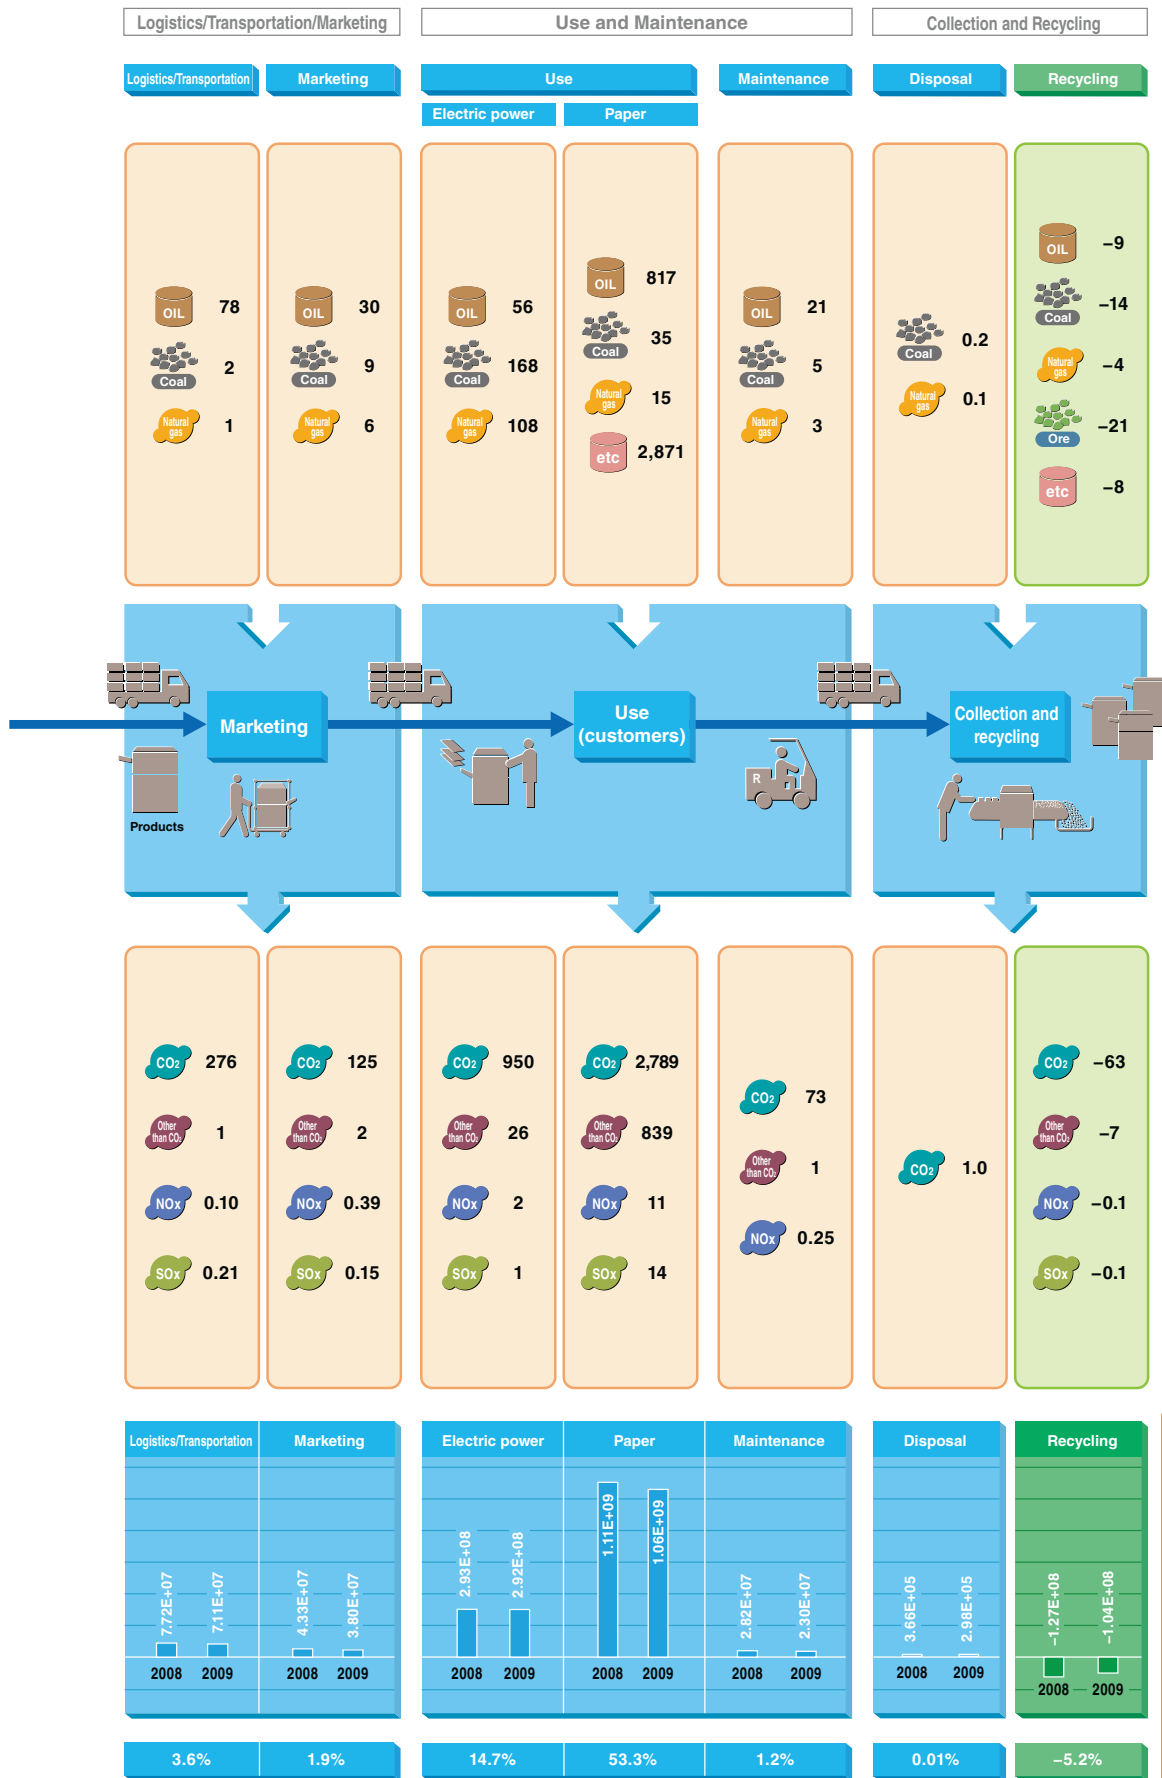 Logistics/Transportation/Marketing
Use and Maintenance
Collection and Recycling
Logistics/Transportation
Marketing
Use
Maintenance
Disposal
Recycling
Electric power
Paper
OIL 78
Coal 2
Natural gas 1
OIL 30
Coal 9
Natural gas 6
OIL 56
Coal 168
Natural gas 108
OIL 817
Coal 35
Natural gas 15
etc 2,871
OIL 21
Coal 5
Natural gas 3
Coal 0.2
Natural gas 0.1
OIL −9
Coal −14
Natural gas −4
Ore −21
etc −8
Marketing
Products
Use
(customers)
R
Collection and
recycling
CO2 276
Other than CO2 1
NOx 0.10
SOx 0.21
CO2 125
Other than CO2 2
NOx 0.39
SOx 0.15
CO2 950
Other than CO2 26
NOx 2
SOx 1
CO2 2,789
Other than CO2 839
NOx 11
SOx 14
CO2 73
Other than CO2 1
NOx 0.25
CO2 1.0
CO2 −63
Other than CO2 −7
NOx −0.1
SOx −0.1
Logistics/Transportation
7.72E+07
7.11E+07
2008 2009
3.6%
Marketing
4.33E+07
3.80E+07
2008 2009
1.9%
Electric power
2.93E+08
2.92E+08
2008 2009
14.7%
Paper
1.11E+09
1.06E+09
2008 2009
53.3%
Maintenance
2.82E+07
2.30E+07
2008 2009
1.2%
Disposal
3.66E+05
2.98E+05
2008 2009
0.01%
Recycling
−1.27E+08
−1.04E+08
2008 2009
−5.2%